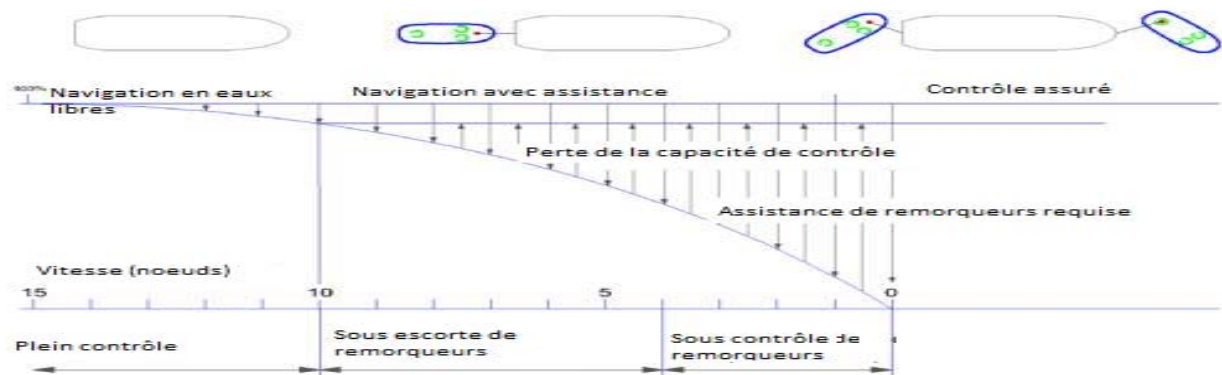 Navigation en eaux libres
Navigation avec assistance
Contrôle assuré
Perte de la capacité de contrôle
Assistance de remorqueurs requise
Vitesse (noeuds)
15
10
5
0
Plein contrôle
Sous escorte de
remorqueurs
Sous contrôle de
remorqueurs